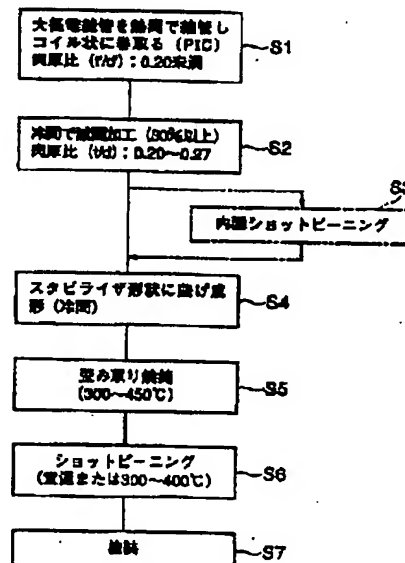 大径電縫管を熱間で縮管し
コイル状に巻取る (PIC)
肉厚比 (t/d) : 0.20未満
S1
冷間で減面加工 (30%以上)
肉厚比 (t/d) : 0.20〜0.27
S2
内面ショットピーニング
スタビライザ形状に曲げ成
形 (冷間)
S4
歪み取り焼鈍
(300〜450℃)
S5
ショットピーニング
(室温または300〜400℃)
S6
塗装
S7